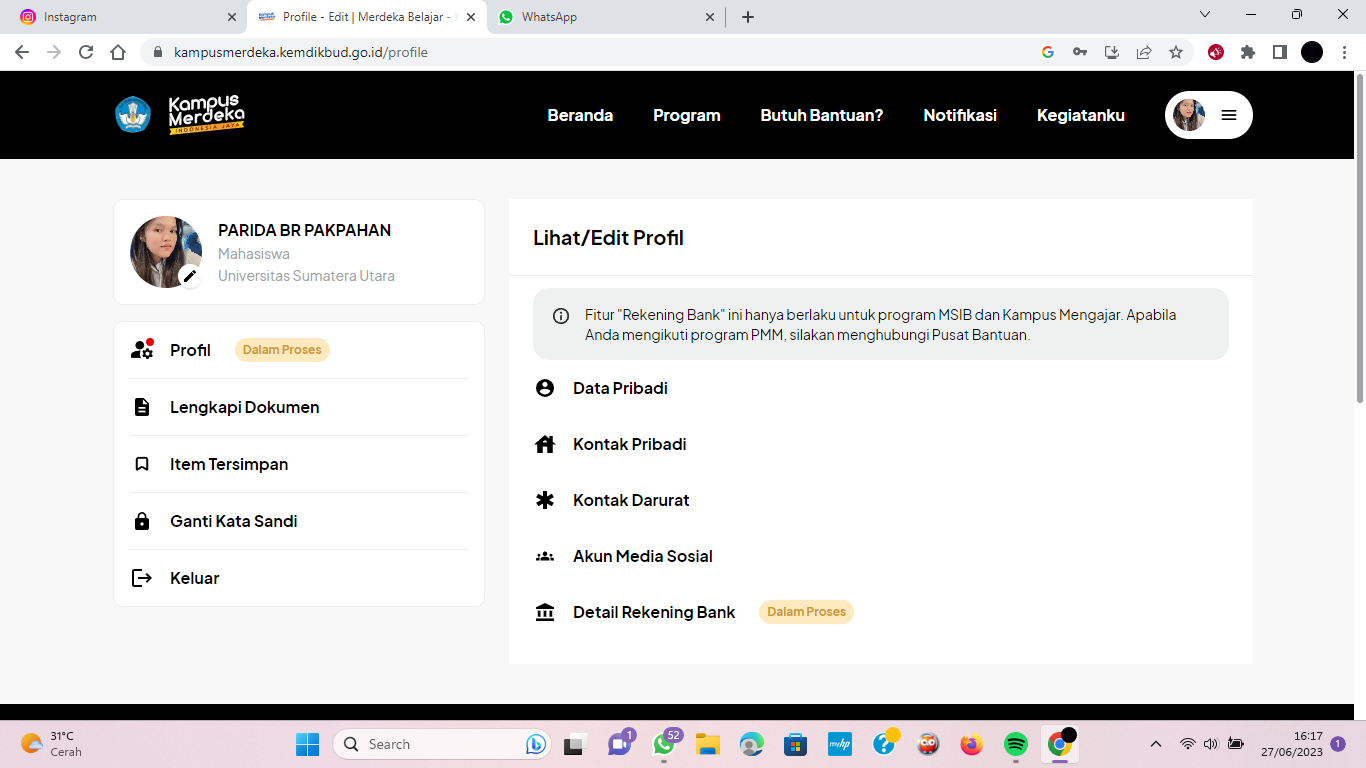 Instagram
Profile - Edit | Merdeka Belajar -
WhatsApp
kampusmerdeka.kemdikbud.go.id/profile
Kampus
Merdeka
INDONESIA JAYA
Beranda
Program
Butuh Bantuan?
Notifikasi
Kegiatanku
PARIDA BR PAKPAHAN
Mahasiswa
Universitas Sumatera Utara
Profil
Dalam Proses
Lengkapi Dokumen
Item Tersimpan
Ganti Kata Sandi
Keluar
Lihat/Edit Profil
Fitur "Rekening Bank" ini hanya berlaku untuk program MSIB dan Kampus Mengajar. Apabila
Anda mengikuti program PMM, silakan menghubungi Pusat Bantuan.
Data Pribadi
Kontak Pribadi
Kontak Darurat
Akun Media Sosial
Detail Rekening Bank
Dalam Proses
31°C
Cerah
Search
1
52
myhp
16:17
27/06/2023
1